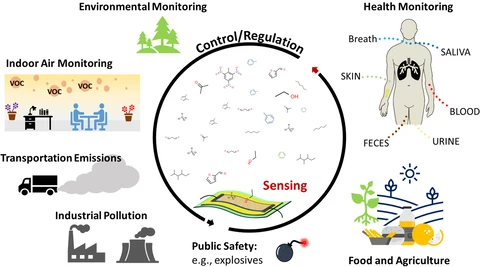 Environmental Monitoring
Health Monitoring
Control/Regulation
Breath
SALIVA
Indoor Air Monitoring
VOC
VOC
VOC
SKIN
OH
BLOOD
FECES
URINE
Transportation Emissions
Sensing
Industrial Pollution
Public Safety:
e.g., explosives
Food and Agriculture